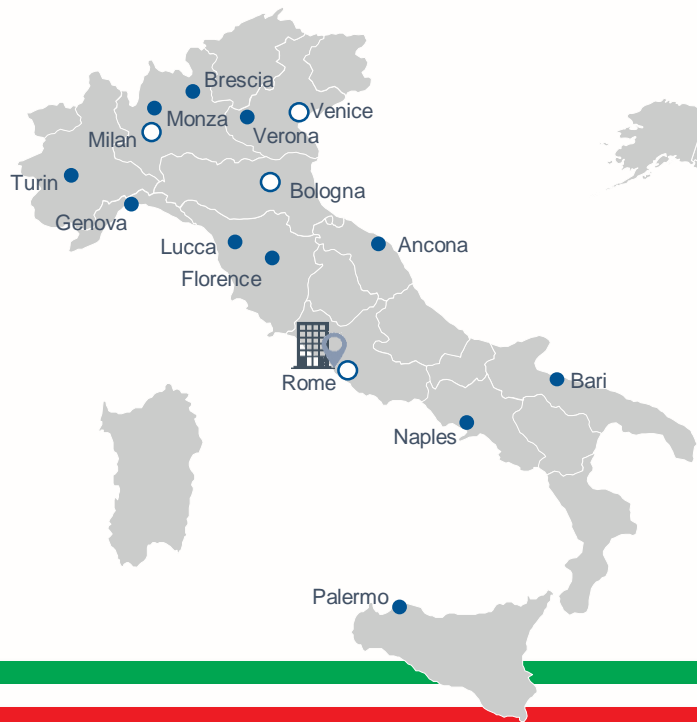 Brescia
Monza
Venice
Verona
Milan
Turin
Bologna
Genova
Lucca
Ancona
Florence
Rome
Bari
Naples
Palermo